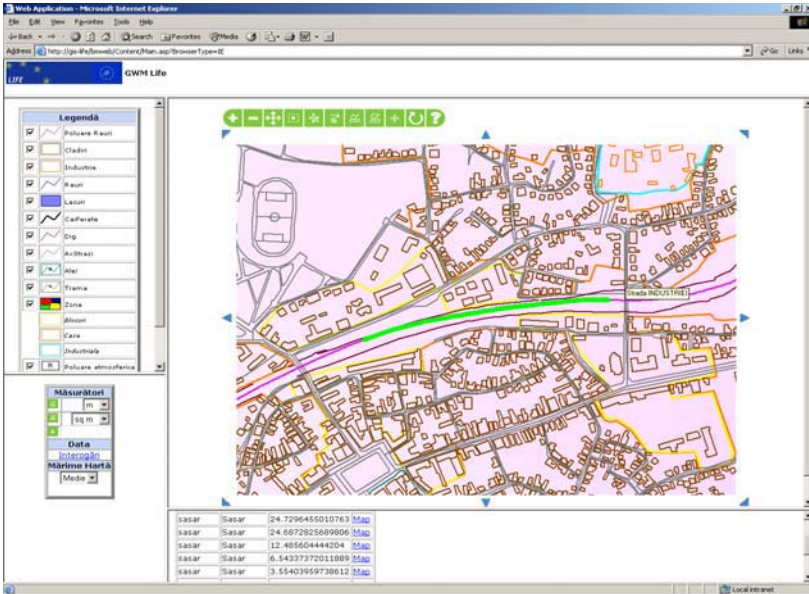 Web Application - Microsoft Internet Explorer
File Edit View Favorites Tools Help
Back Search Favorites Media
Address http://gis-life/bmweb/Content/Main.asp?BrowserType=IE Go Links
LIFE GWM Life
Legendă
Poluare Rauri
Cladiri
Industrie
Rauri
Lacuri
CaiFerate
Dig
AxStrazi
Alei
Trama
Zone
Blocuri
Case
Industriala
Poluare atmosferica
Strada INDUSTRIEI
Măsurători
m
sq m
Data
Interogări
Mărime Hartă
Medie
sasar Sasar 24.7296455010763 Map
sasar Sasar 24.6872825689806 Map
sasar Sasar 12.485604444204 Map
sasar Sasar 6.54337372011889 Map
sasar Sasar 3.55403959738612 Map
Local intranet